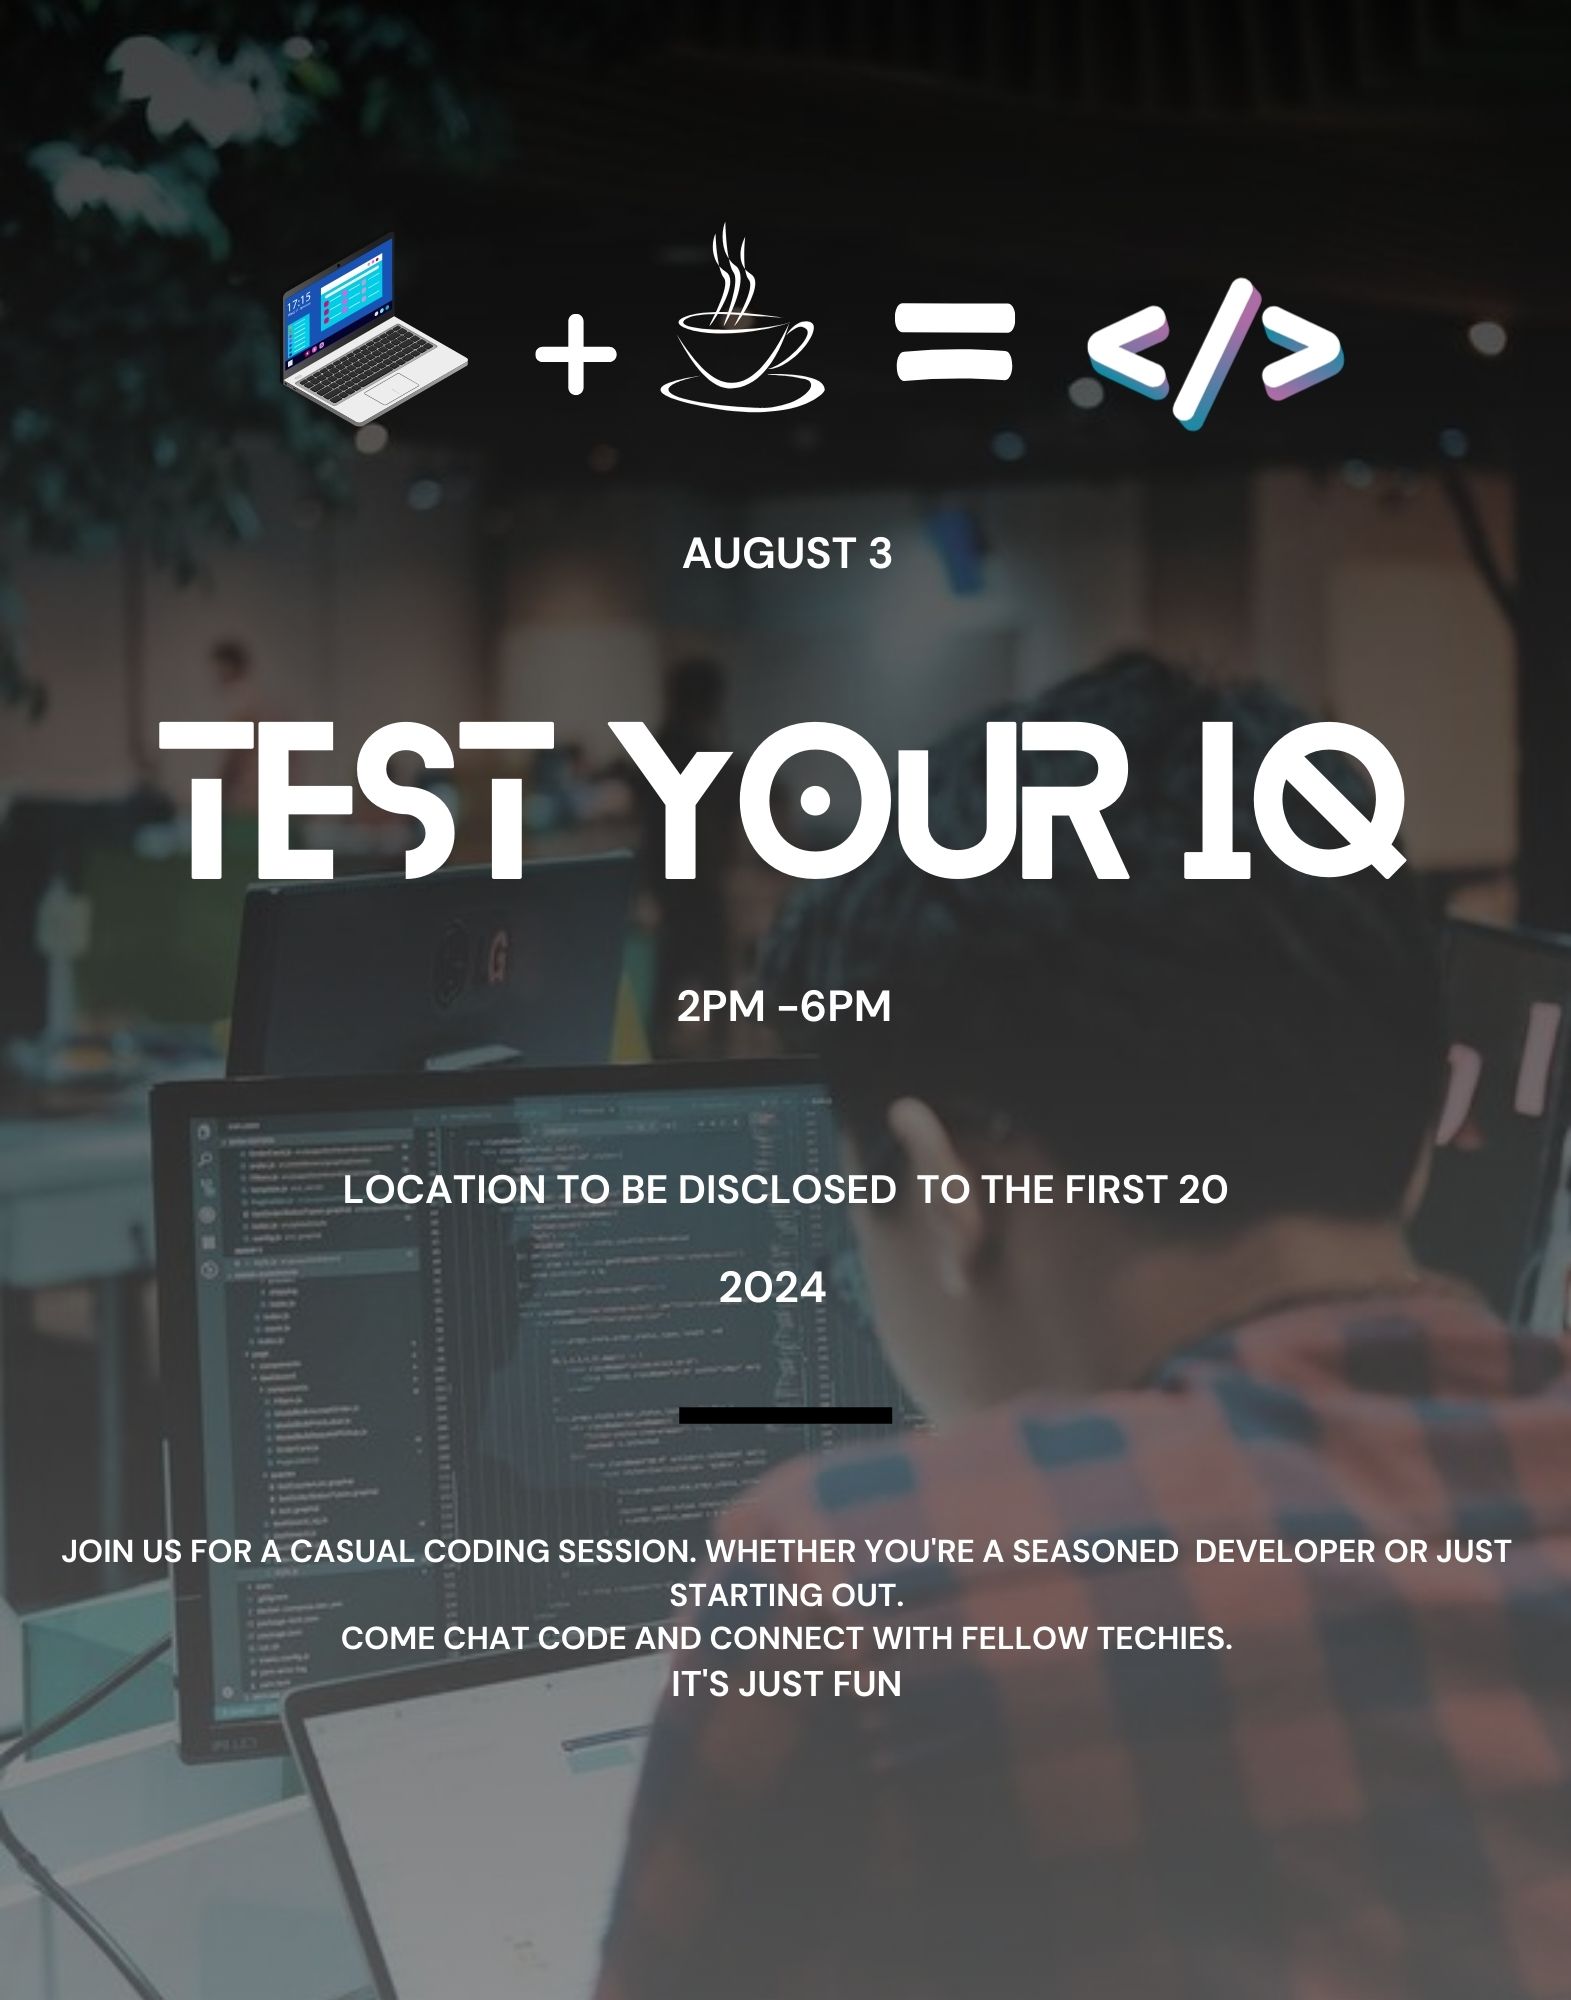 17:15
AUGUST 3
TEST YOUR IQ
2PM -6PM
LOCATION TO BE DISCLOSED TO THE FIRST 20
2024
JOIN US FOR A CASUAL CODING SESSION. WHETHER YOU'RE A SEASONED DEVELOPER OR JUST
STARTING OUT.
COME CHAT CODE AND CONNECT WITH FELLOW TECHIES.
IT'S JUST FUN